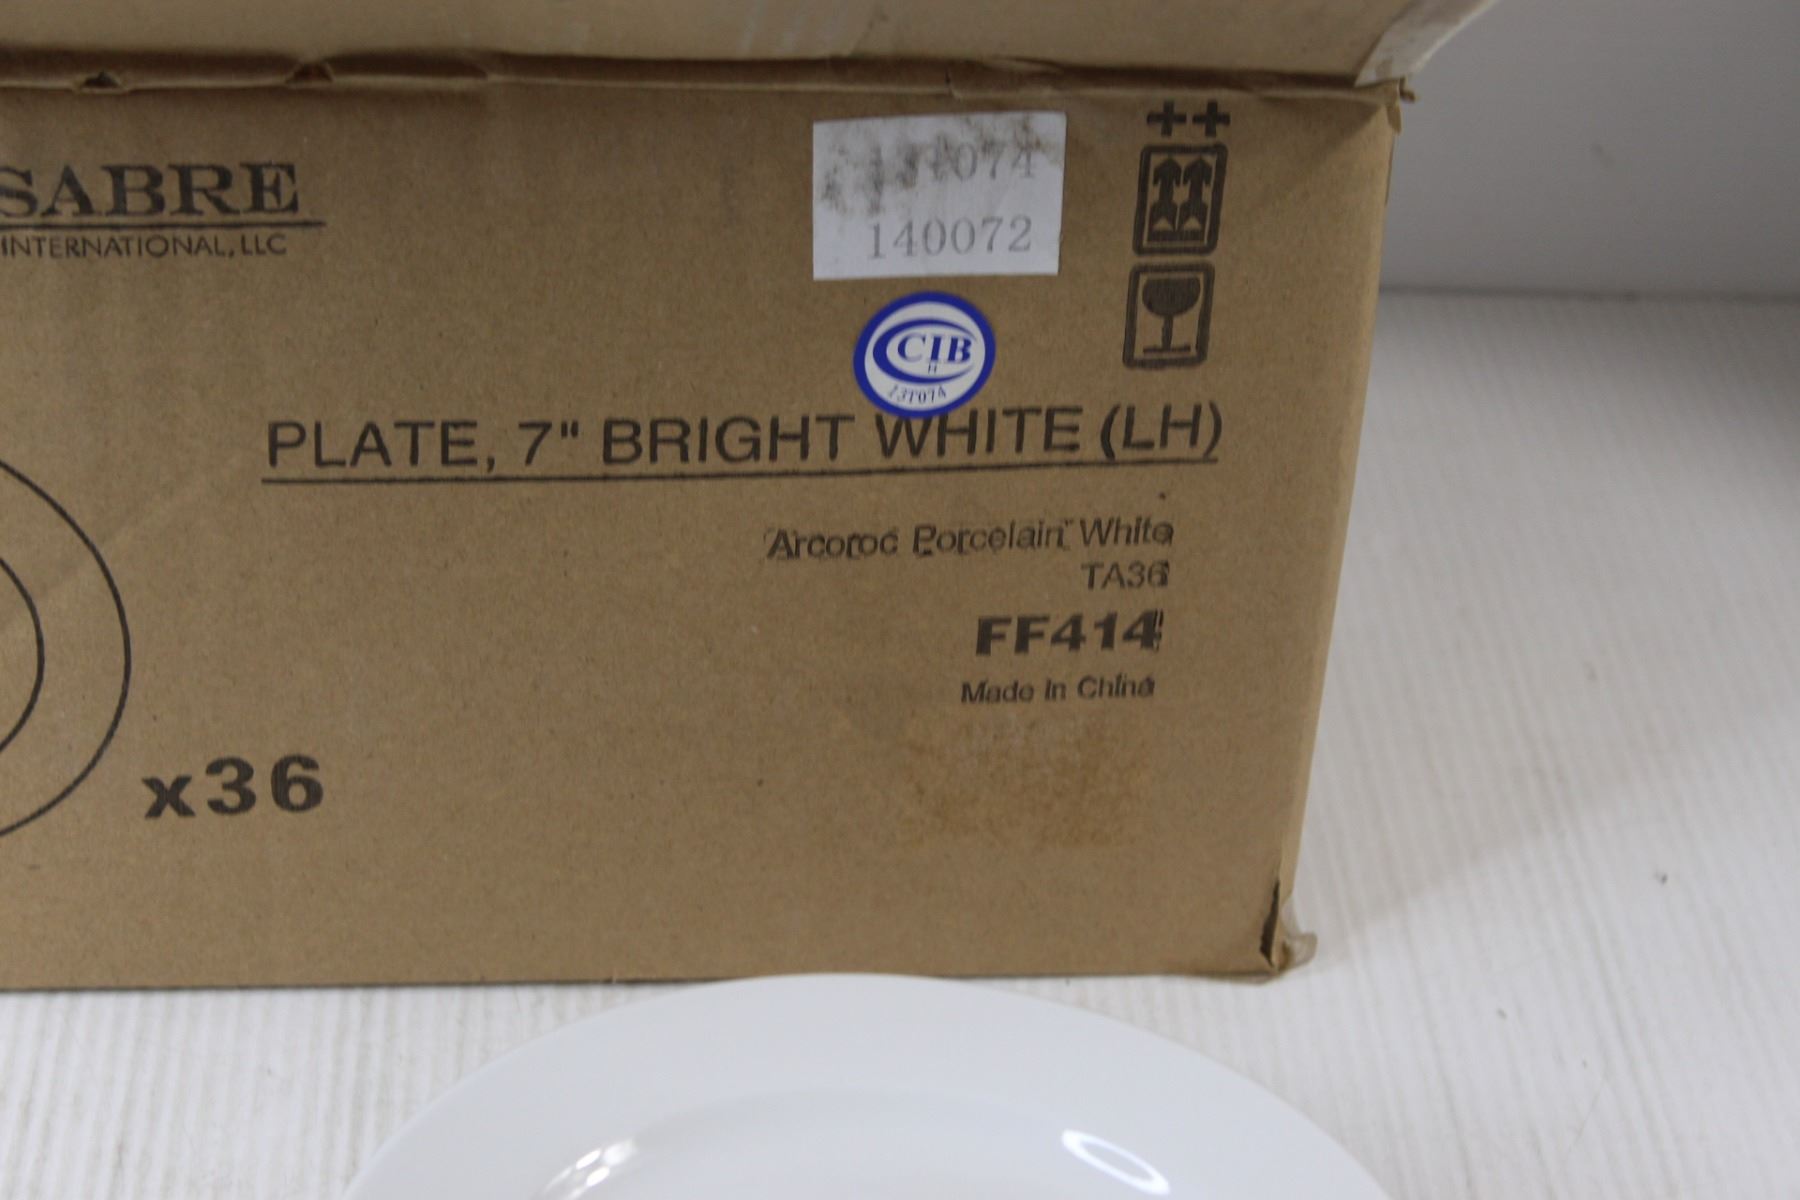 SABRE
INTERNATIONAL, LLC
140072
CIB
H
13T074
PLATE, 7" BRIGHT WHITE (LH)
"Arcoroc Porcelain" White
TA36
FF414
Made In China
x36